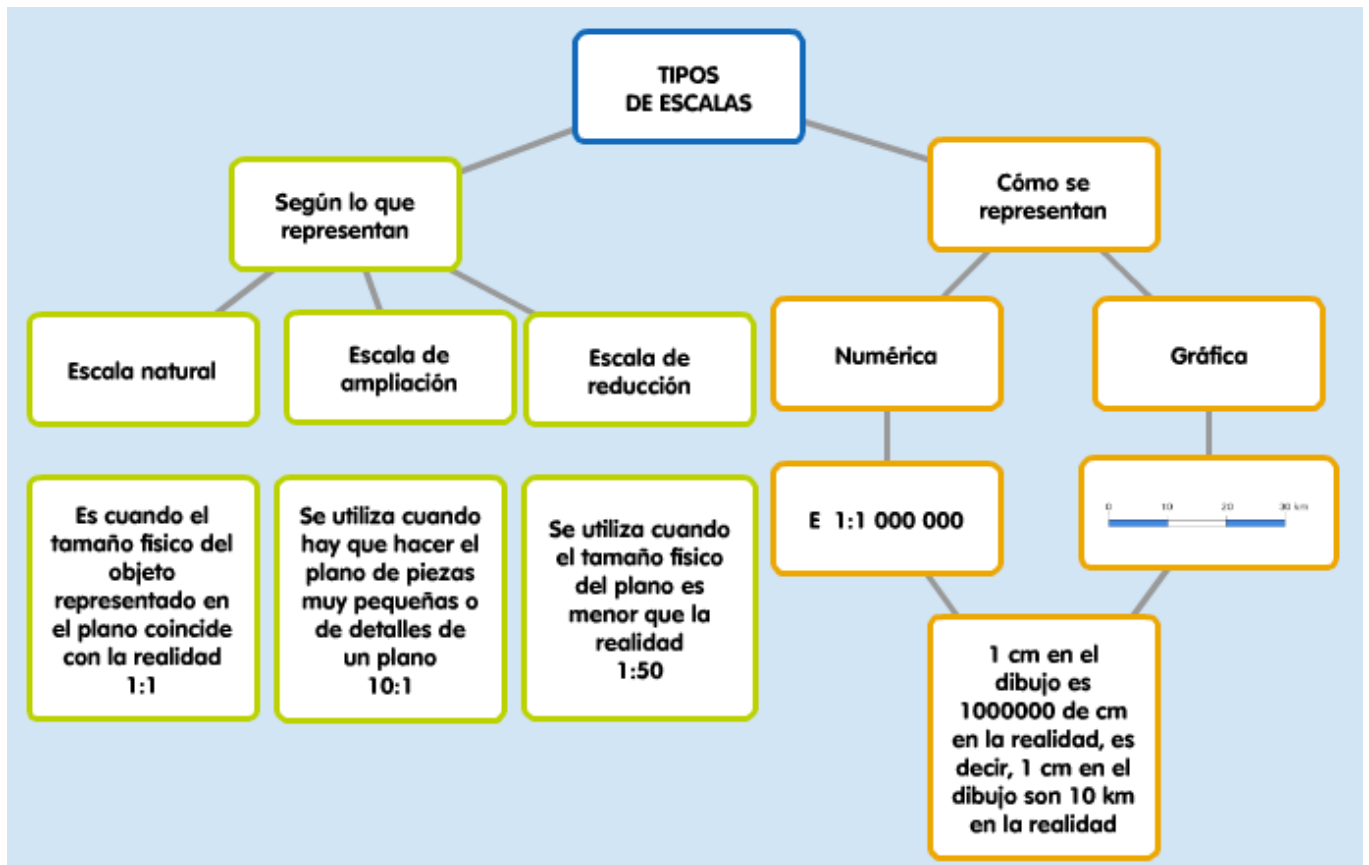 TIPOS
DE ESCALAS
Según lo que
representan
Cómo se
representan
Escala natural
Escala de
ampliación
Escala de
reducción
Numérica
Gráfica
Es cuando el
tamaño físico del
objeto
representado en
el plano coincide
con la realidad
1:1
Se utiliza cuando
hay que hacer el
plano de piezas
muy pequeñas o
de detalles de
un plano
10:1
Se utiliza cuando
el tamaño físico
del plano es
menor que la
realidad
1:50
E 1:1 000 000
0 10 20 30 km
1 cm en el
dibujo es
1000000 de cm
en la realidad, es
decir, 1 cm en el
dibujo son 10 km
en la realidad